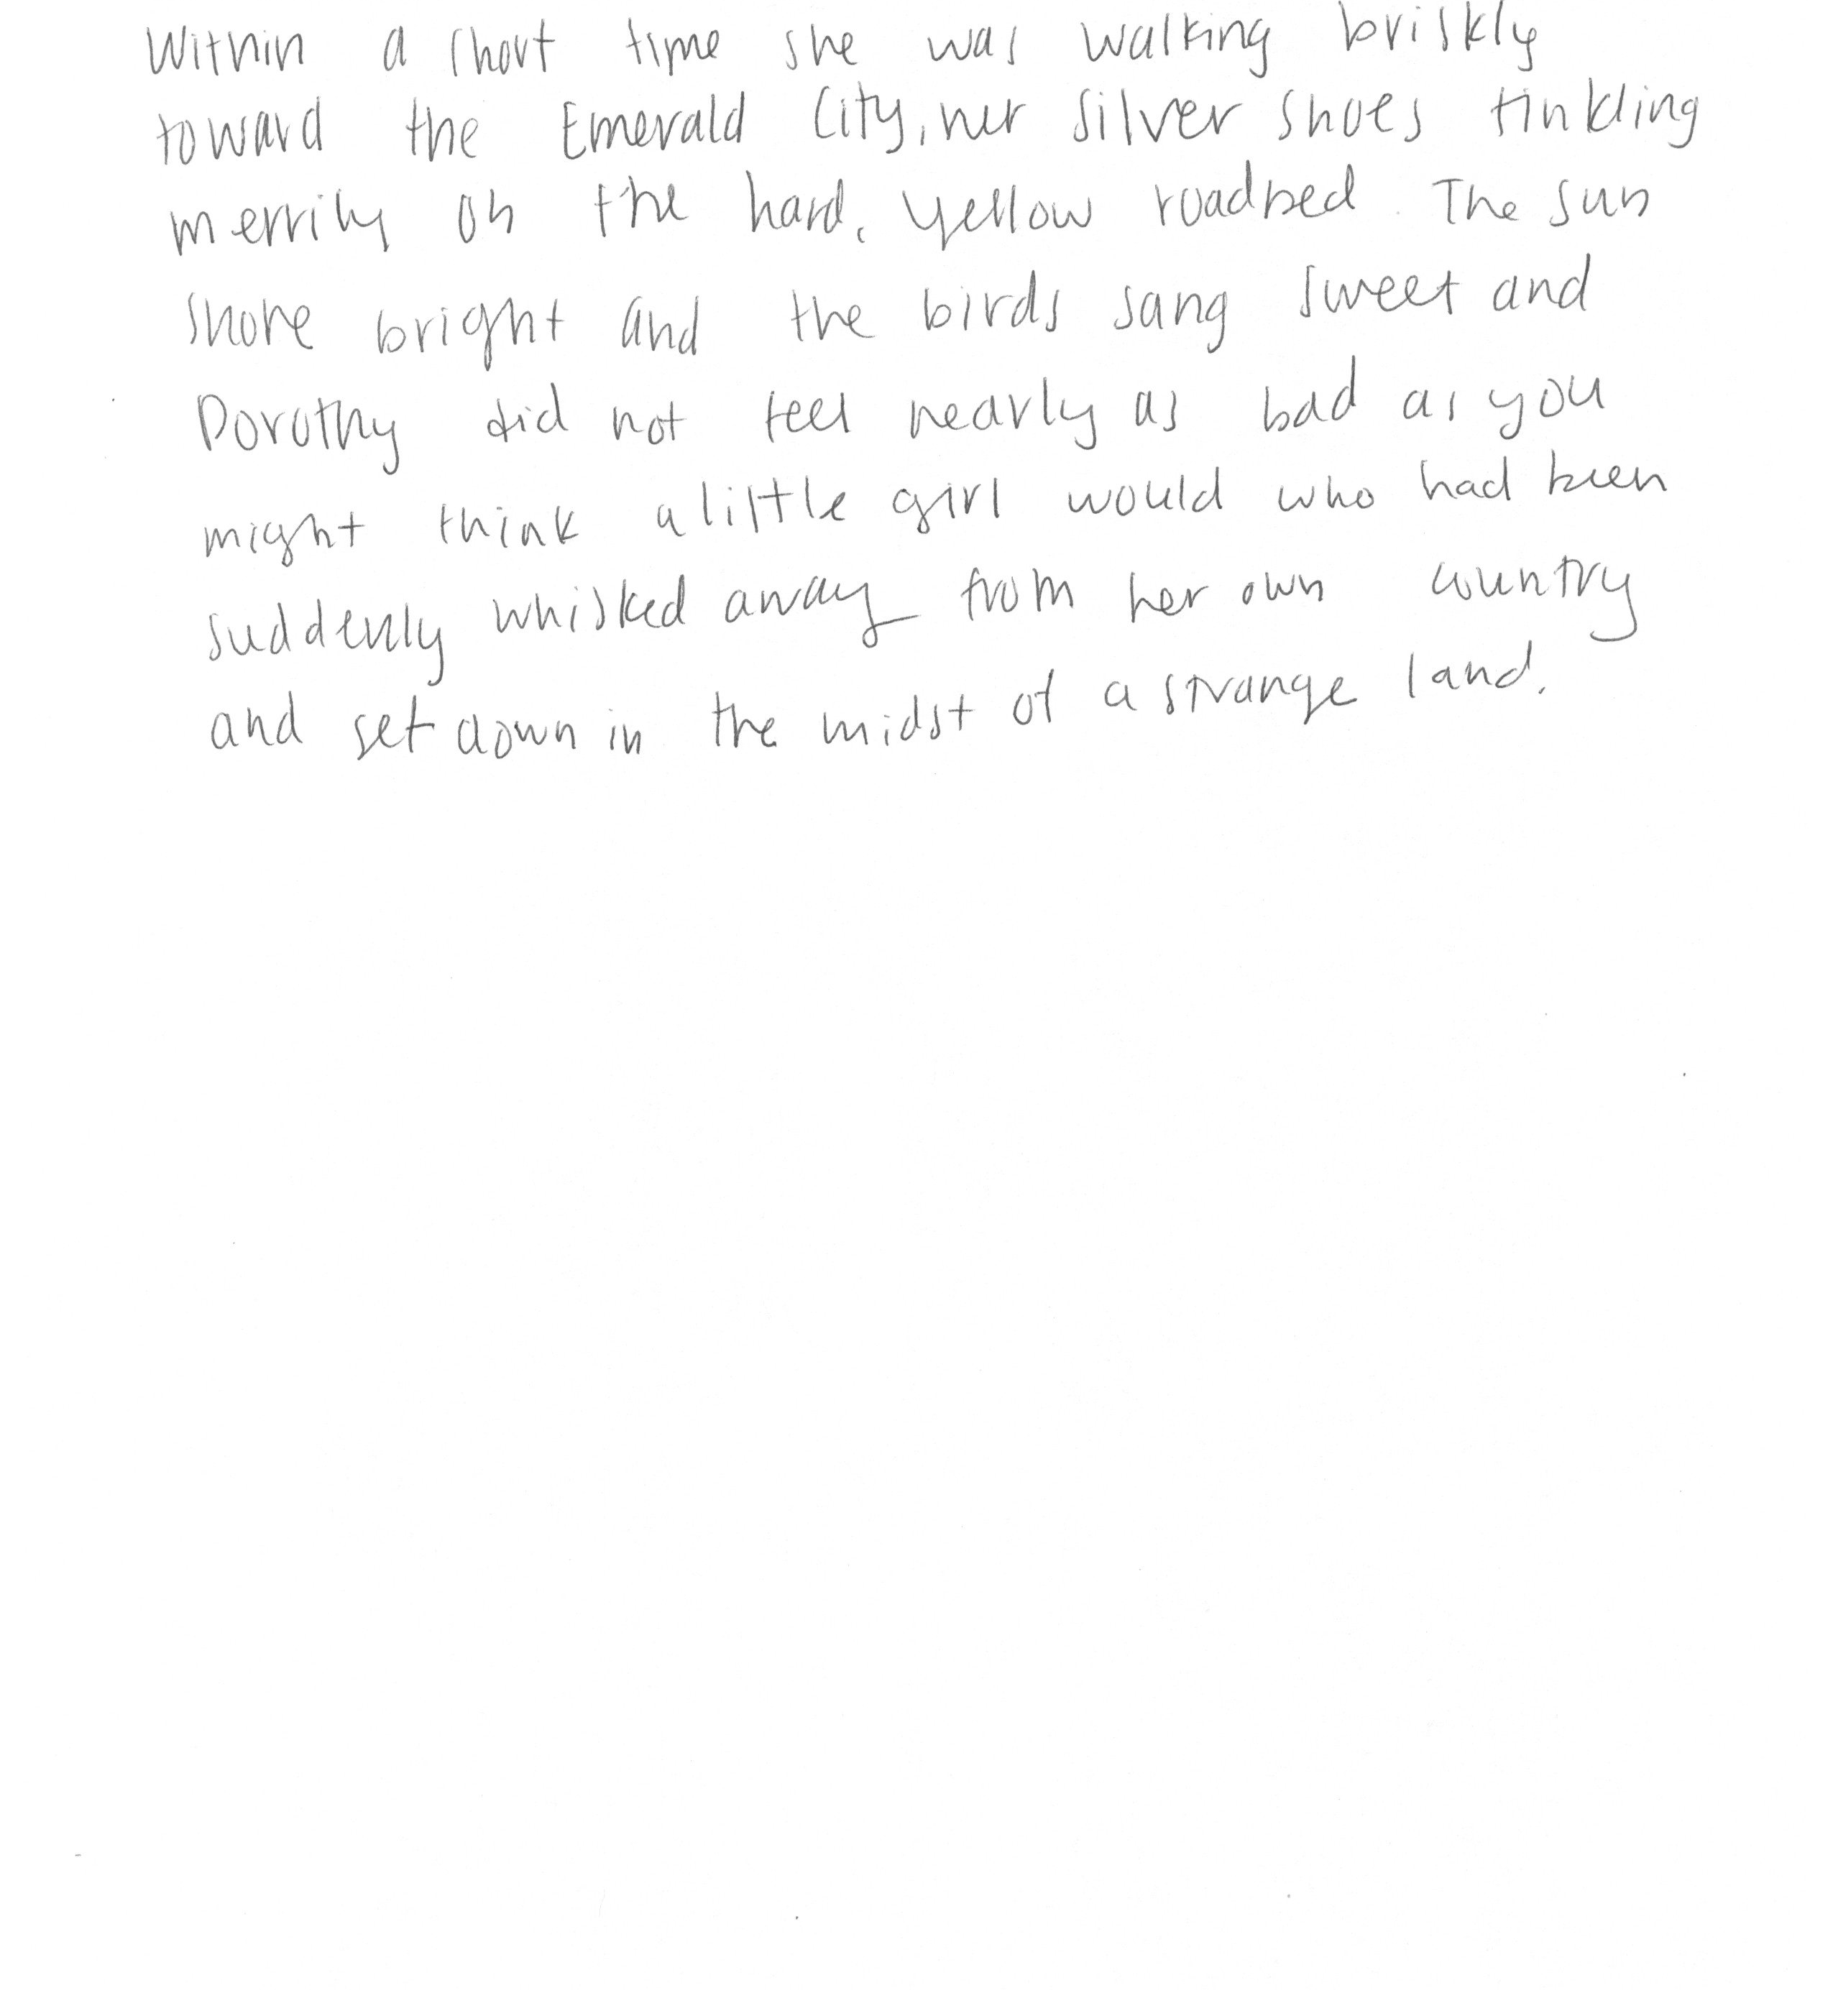 Within a short time she was walking briskly
toward the Emerald City, her silver shoes tinkling
merrily on the hard, yellow roadbed. The sun
shone bright and the birds sang sweet and
Dorothy did not feel nearly as bad as you
might think a little girl would who had been
suddenly whisked away from her own country
and set down in the midst of a strange land.